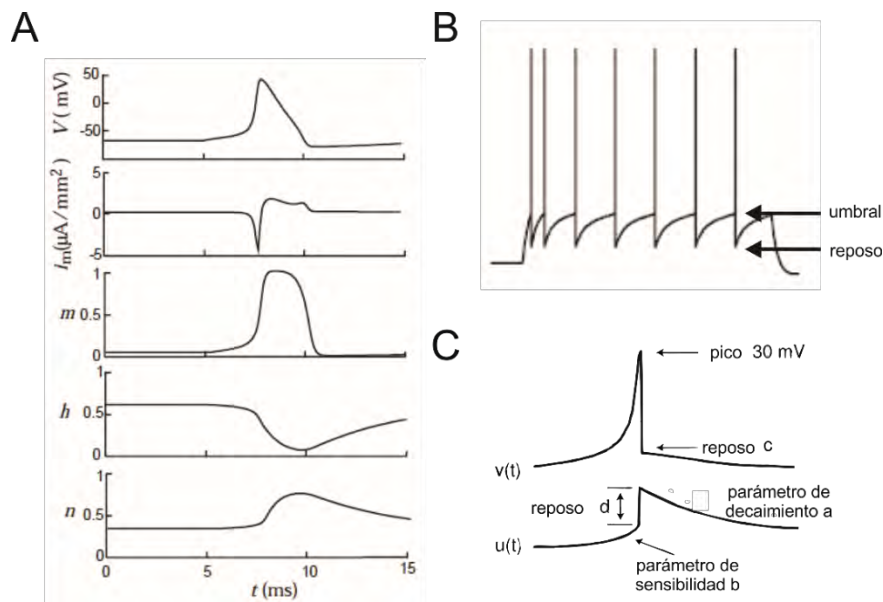 A
V ( mV)
50
0
-50
Im(μA/mm²)
5
0
-5
m
1
0.5
0
h
1
0.5
0
n
1
0.5
0
0
5
10
15
t (ms)
B
umbral
reposo
C
pico 30 mV
reposo c
v(t)
reposo
d
parámetro de
decaimiento a
u(t)
parámetro de
sensibilidad b